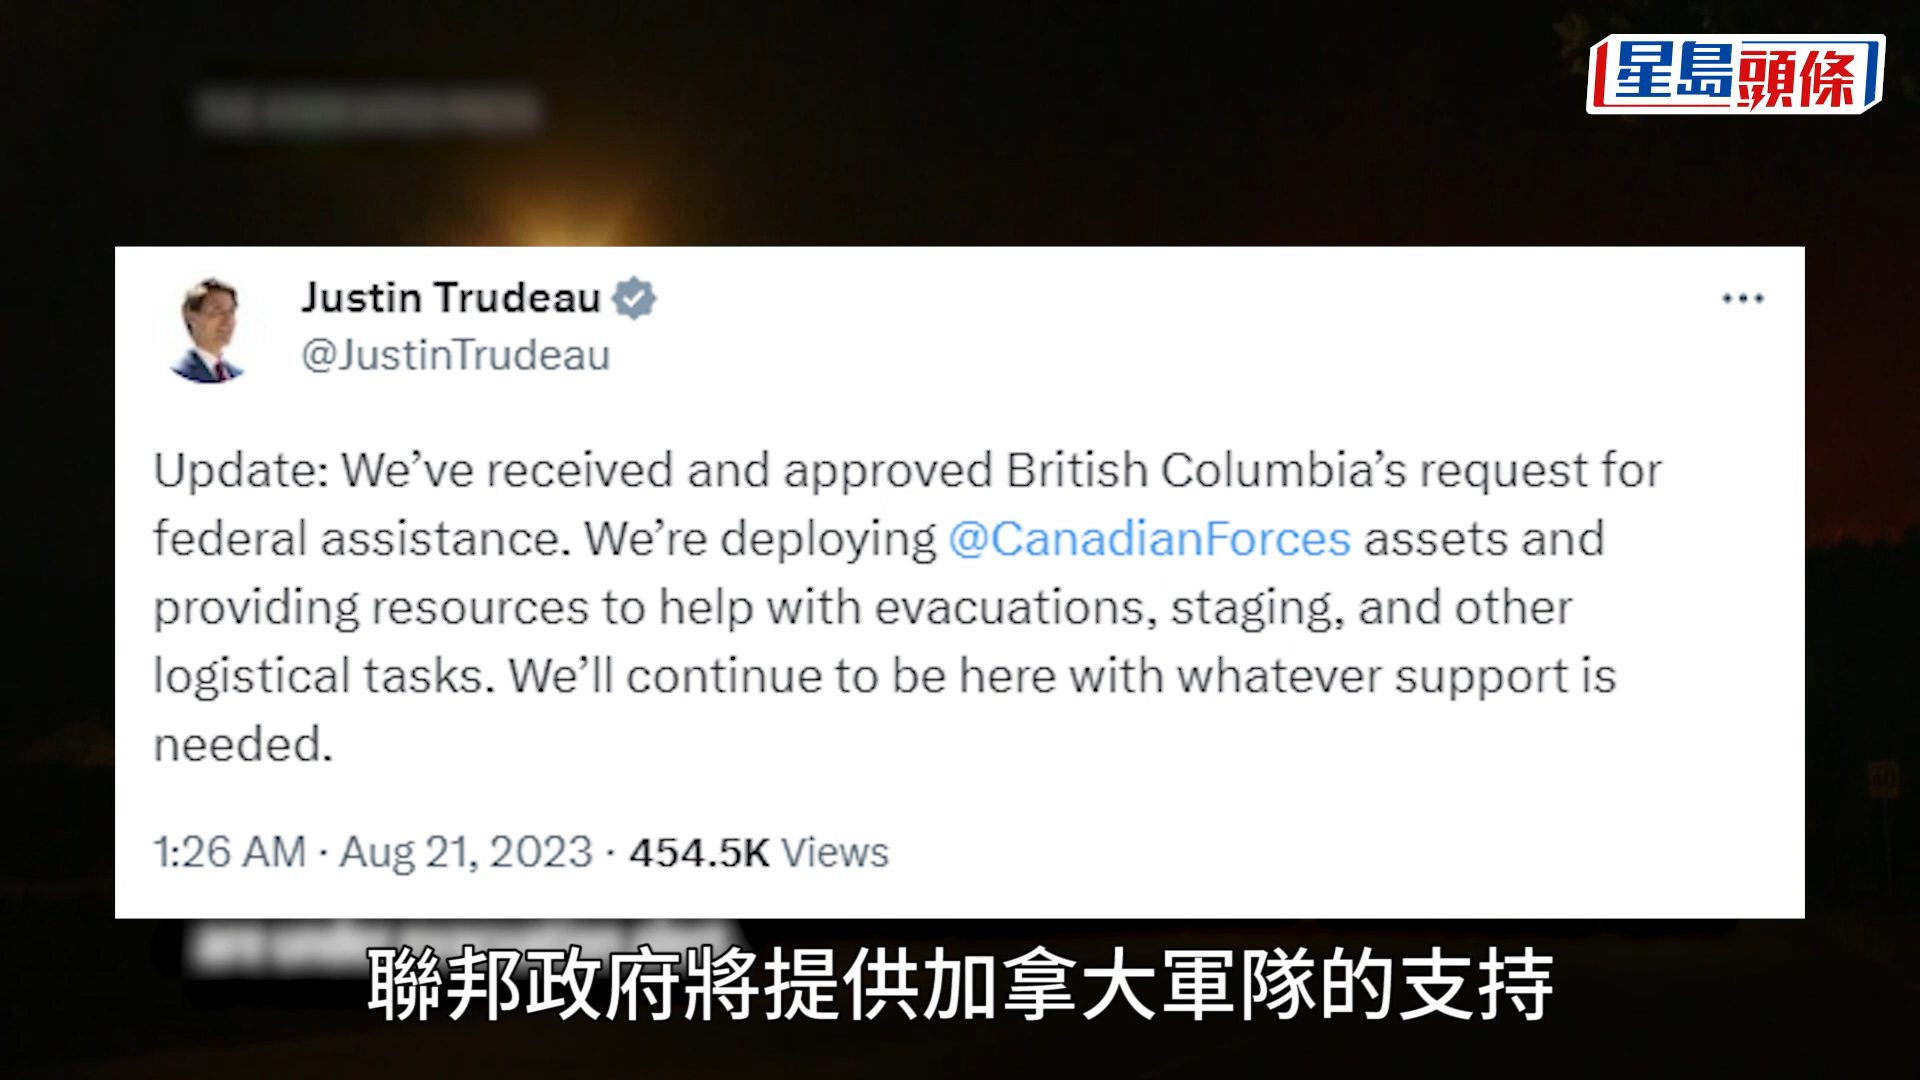 星島頭條
Justin Trudeau
@JustinTrudeau
Update: We’ve received and approved British Columbia’s request for
federal assistance. We’re deploying @CanadianForces assets and
providing resources to help with evacuations, staging, and other
logistical tasks. We’ll continue to be here with whatever support is
needed.
1:26 AM · Aug 21, 2023 · 454.5K Views
聯邦政府將提供加拿大軍隊的支持